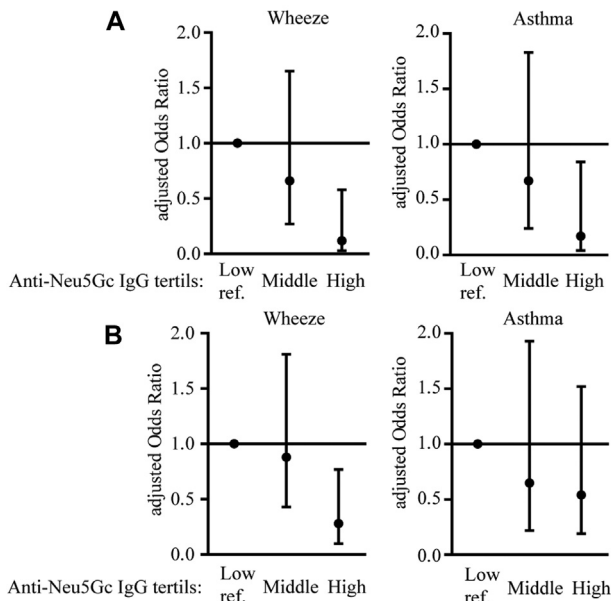 A
Wheeze
Asthma
adjusted Odds Ratio
2.0
1.5
1.0
0.5
0.0
adjusted Odds Ratio
2.0
1.5
1.0
0.5
0.0
Anti-Neu5Gc IgG tertils:
Low Middle High
ref.
Low Middle High
ref.
B
Wheeze
Asthma
adjusted Odds Ratio
2.0
1.5
1.0
0.5
0.0
adjusted Odds Ratio
2.0
1.5
1.0
0.5
0.0
Anti-Neu5Gc IgG tertils:
Low Middle High
ref.
Low Middle High
ref.